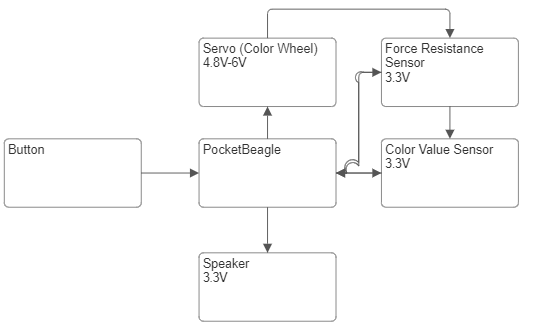 Servo (Color Wheel)
4.8V-6V
Force Resistance
Sensor
3.3V
Button
PocketBeagle
Color Value Sensor
3.3V
Speaker
3.3V